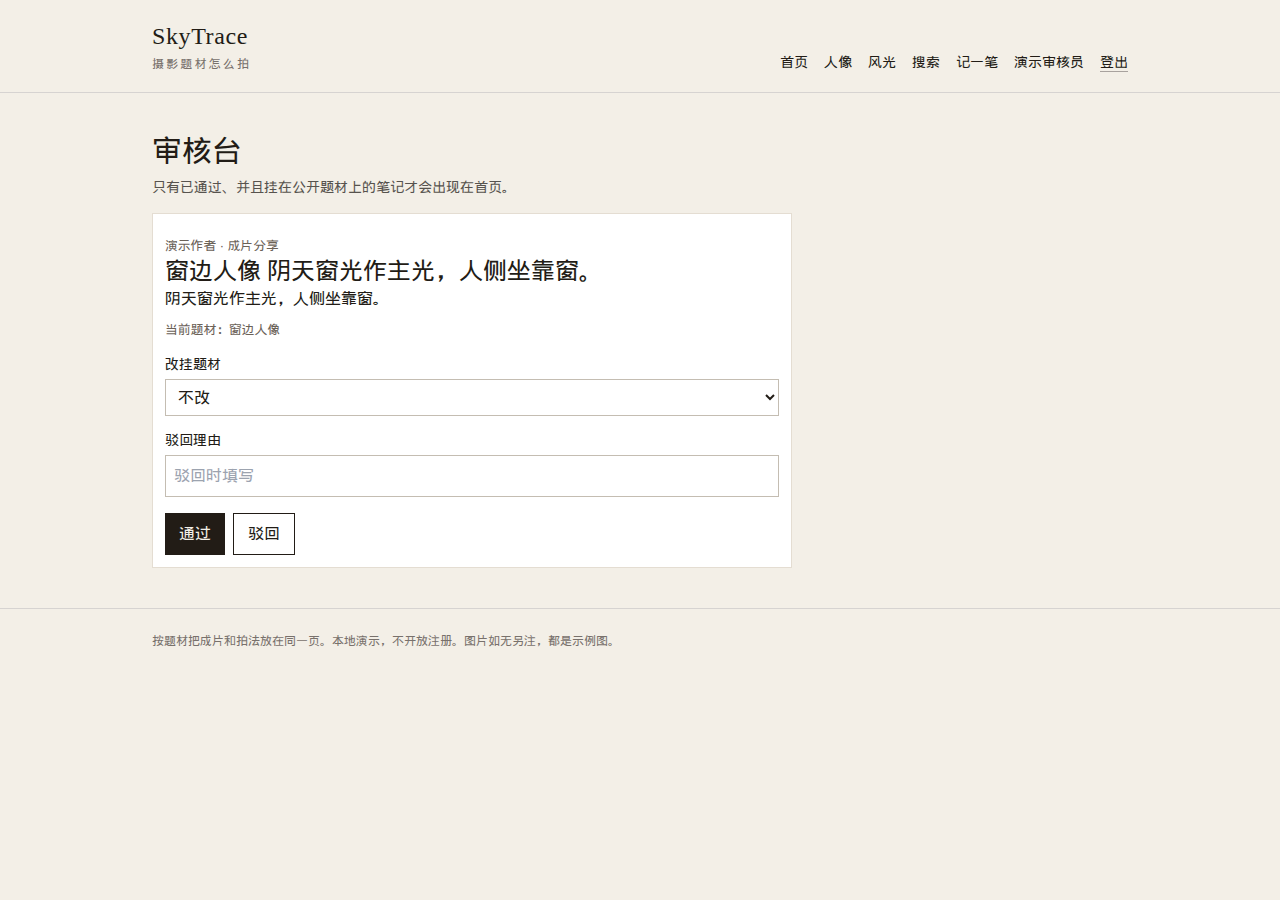 SkyTrace
摄影题材怎么拍
首页 人像 风光 搜索 记一笔 演示审核员 登出
审核台
只有已通过、并且挂在公开题材上的笔记才会出现在首页。
演示作者 · 成片分享
窗边人像 阴天窗光作主光，人侧坐靠窗。
阴天窗光作主光，人侧坐靠窗。
当前题材：窗边人像
改挂题材
不改
驳回理由
驳回时填写
通过 驳回
按题材把成片和拍法放在同一页。本地演示，不开放注册。图片如无另注，都是示例图。